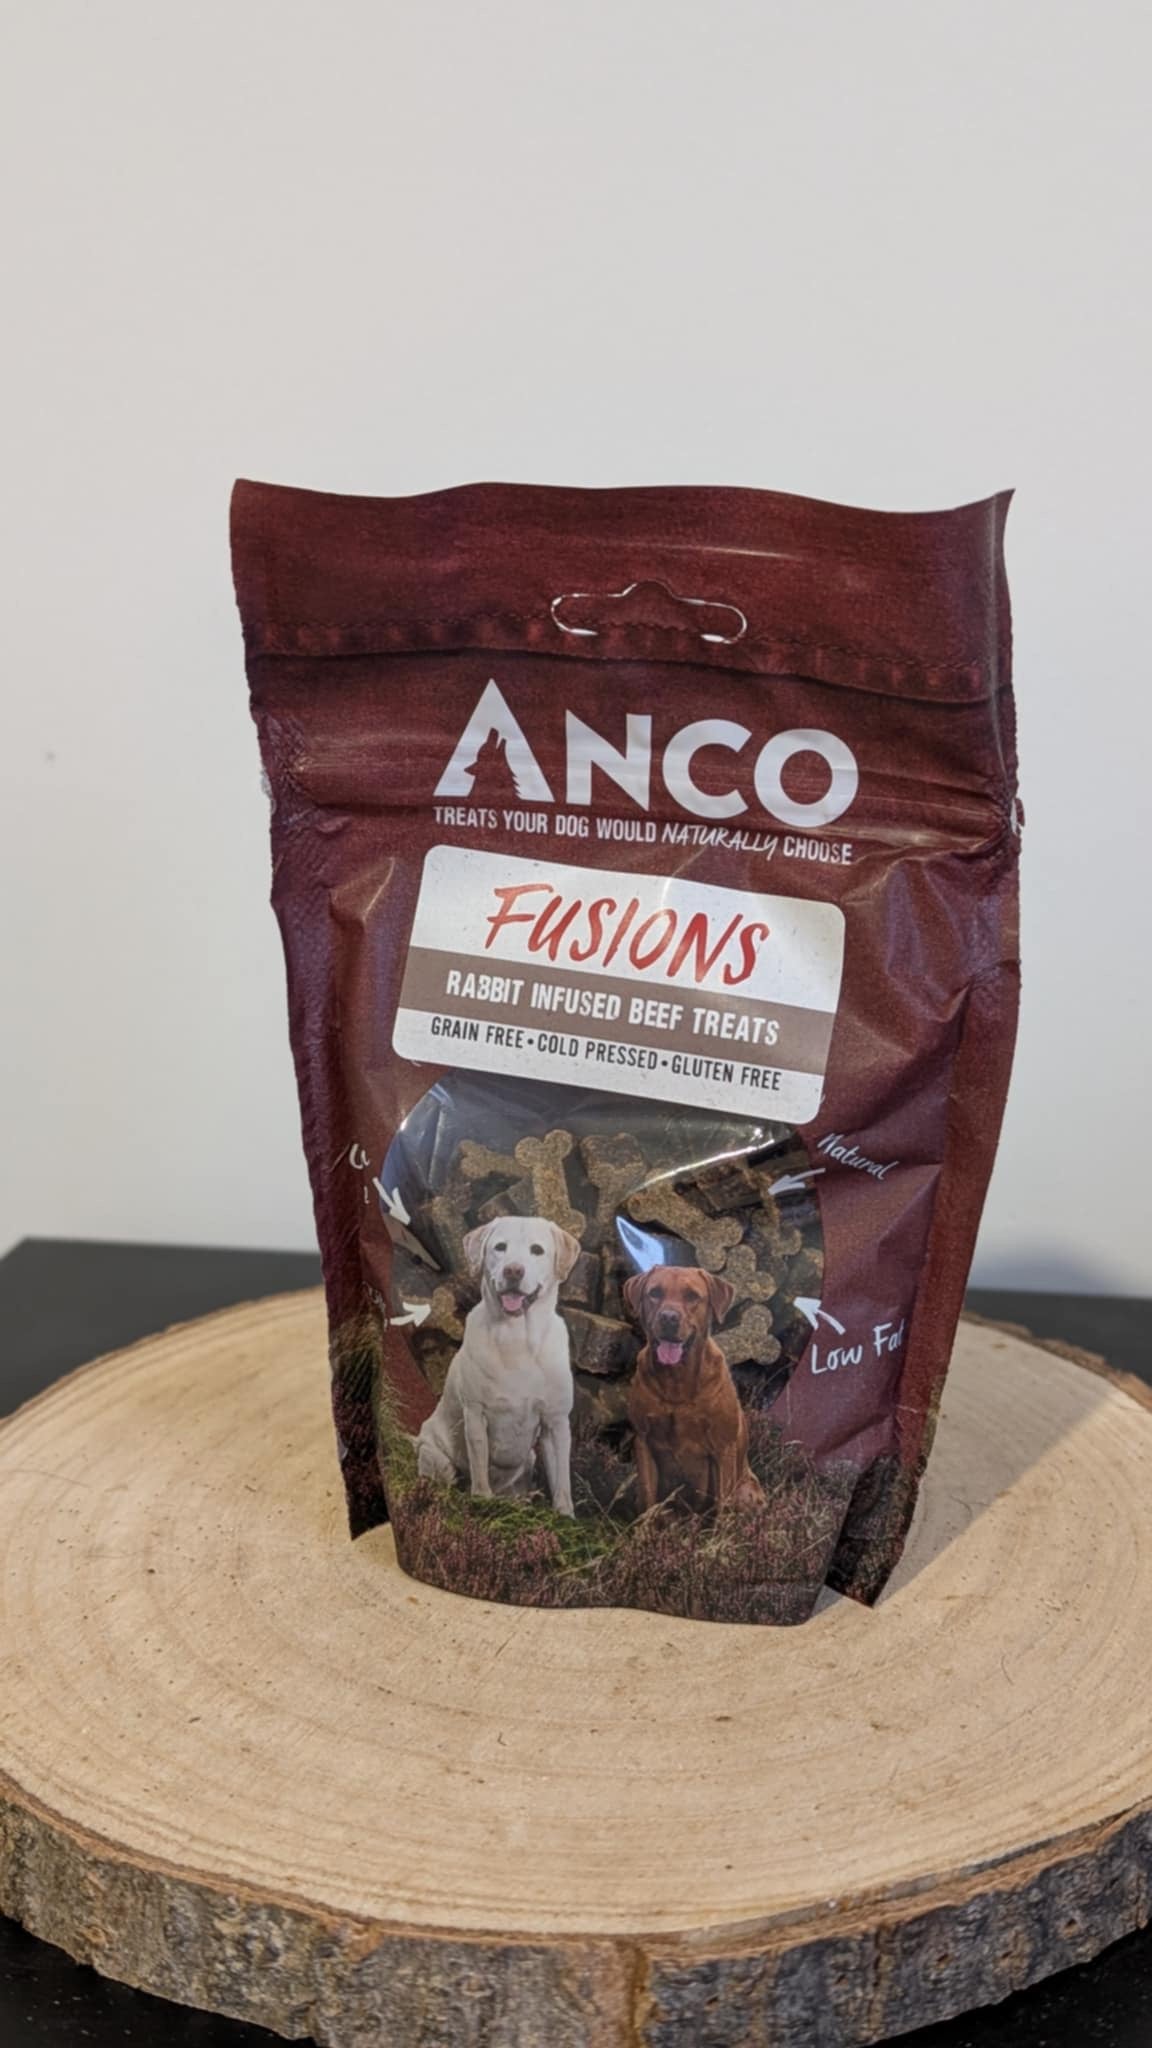 ANCO
TREATS YOUR DOG WOULD NATURALLY CHOOSE
FUSIONS
RABBIT INFUSED BEEF TREATS
GRAIN FREE • COLD PRESSED • GLUTEN FREE
Natural
Low Fat